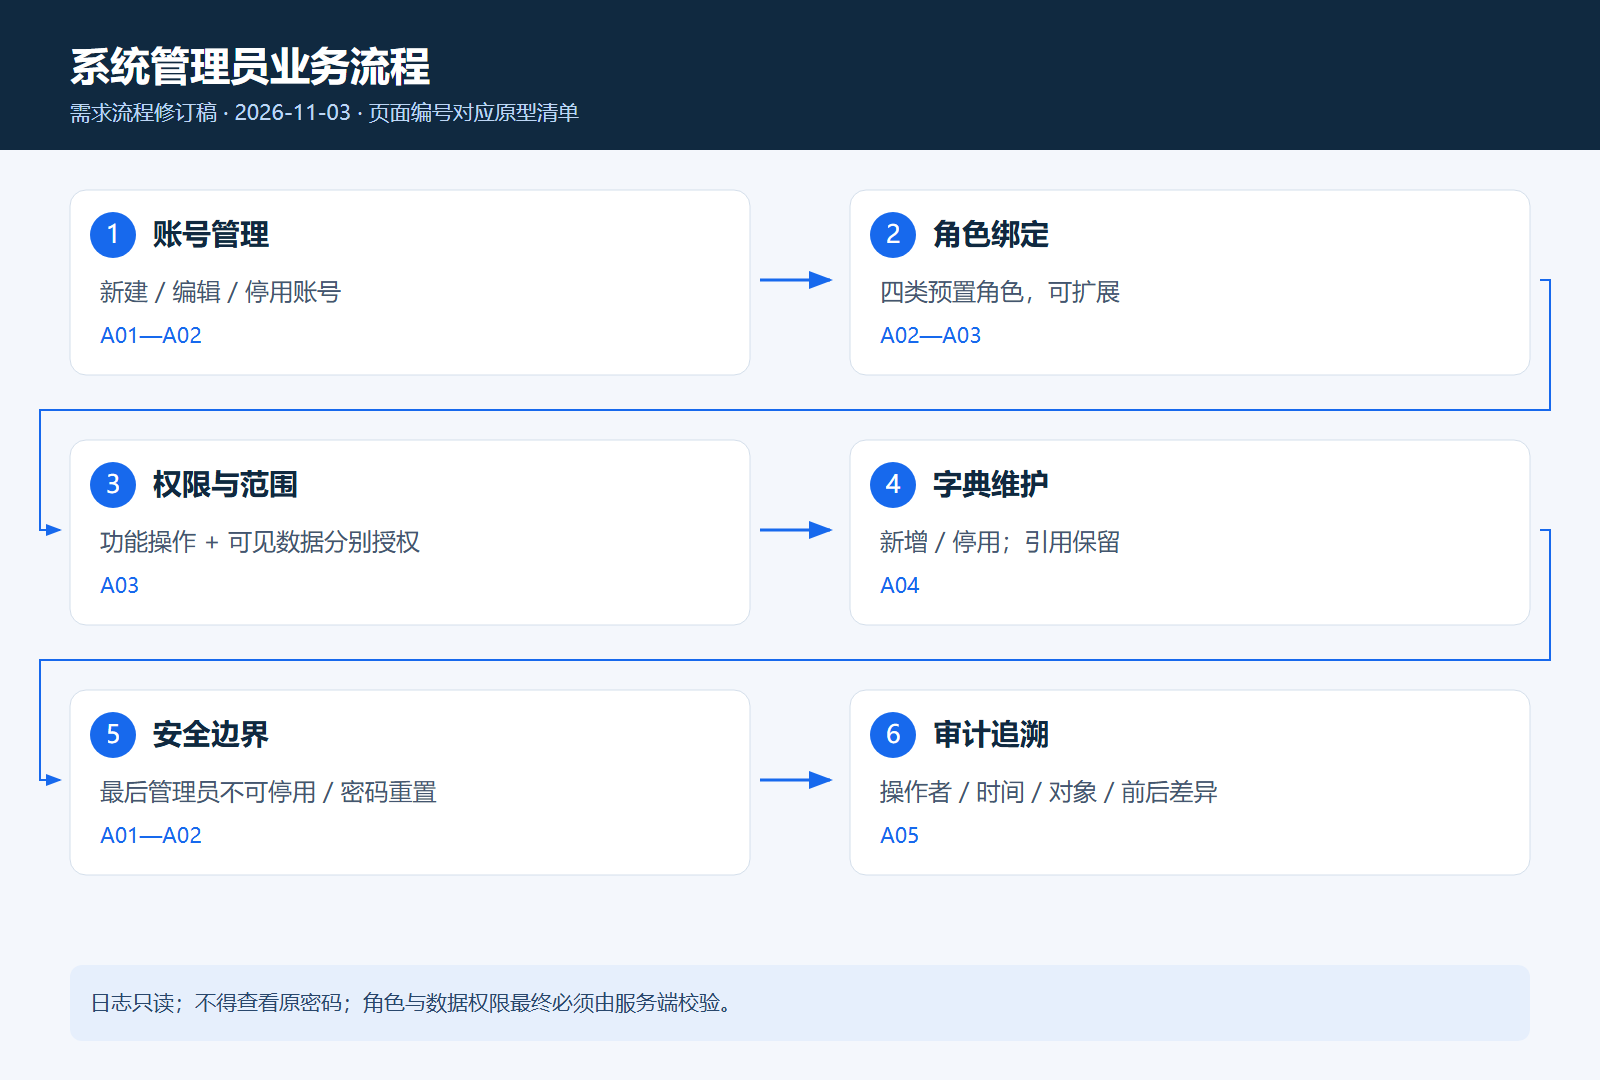 系统管理员业务流程
需求流程修订稿 · 2026-11-03 · 页面编号对应原型清单
1 账号管理
新建 / 编辑 / 停用账号
A01—A02
2 角色绑定
四类预置角色，可扩展
A02—A03
3 权限与范围
功能操作 + 可见数据分别授权
A03
4 字典维护
新增 / 停用；引用保留
A04
5 安全边界
最后管理员不可停用 / 密码重置
A01—A02
6 审计追溯
操作者 / 时间 / 对象 / 前后差异
A05
日志只读；不得查看原密码；角色与数据权限最终必须由服务端校验。